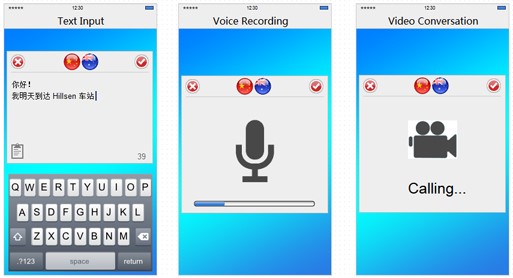 12:30
Text Input
你好！
我明天到达 Hillsen 车站
39
Q W E R T Y U I O P
A S D F G H J K L
Z X C V B N M
.?123 space return
12:30
Voice Recording
12:30
Video Conversation
Calling...